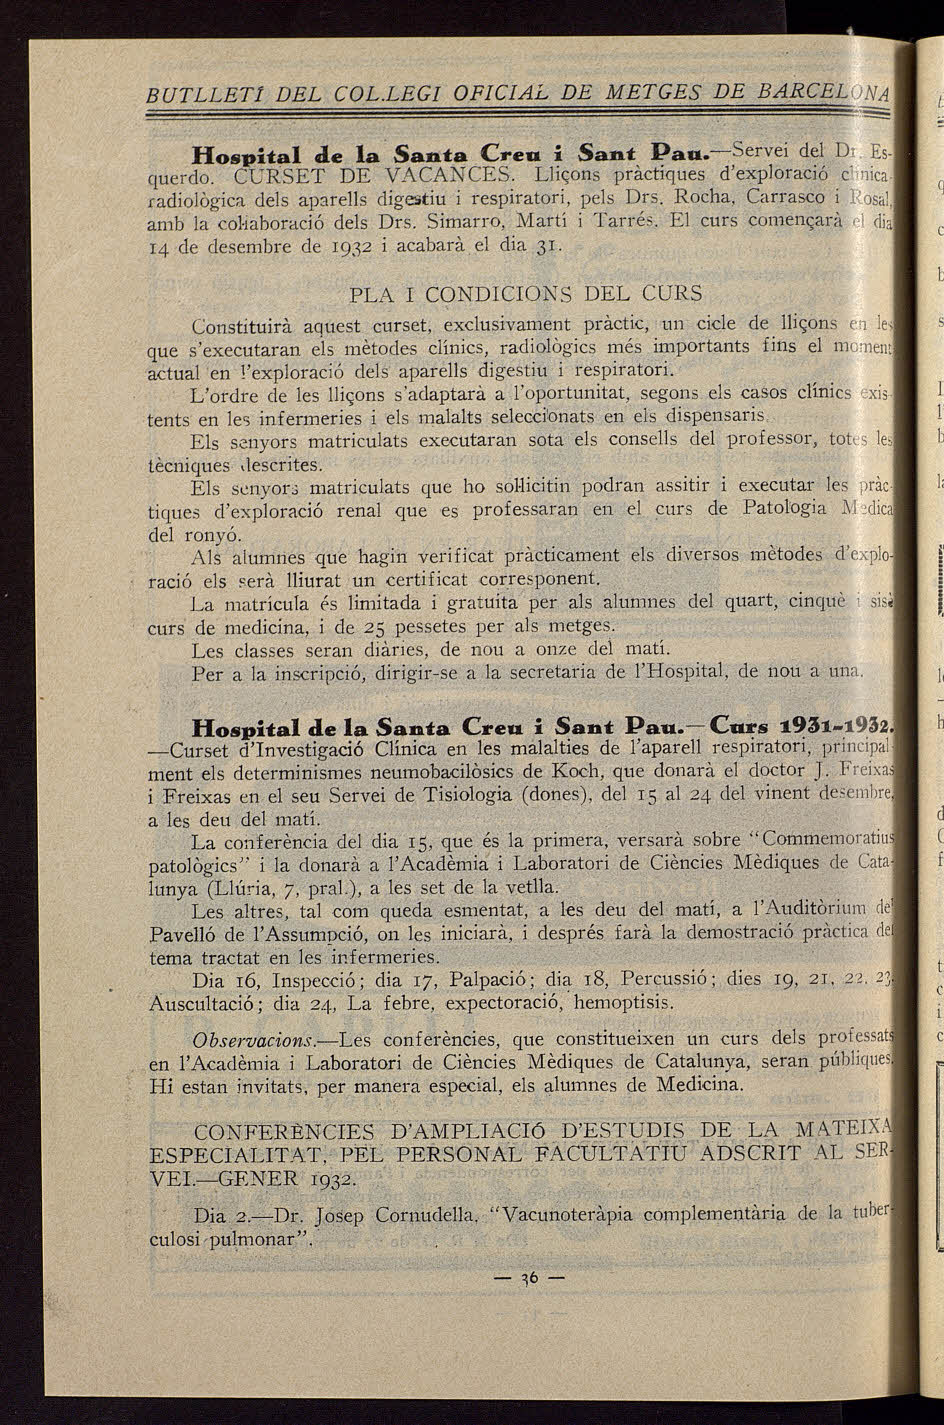 BUTLLETÍ DEL COL.LEGI OFICIAL DE METGES DE BARCELONA
Hospital de la Santa Creu i Sant Pau.—Servei del Dr. Es-
querdo. CURSET DE VACANCES. Lliçons pràctiques d'exploració clínica-
radiològica dels aparells digestiu i respiratori, pels Drs. Rocha, Carrasco i Rosal,
amb la coŀlaboració dels Drs. Simarro, Martí i Tarrés. El curs començarà el dia
14 de desembre de 1932 i acabarà el dia 31.
PLA I CONDICIONS DEL CURS
Constituirà aquest curset, exclusivament pràctic, un cicle de lliçons en les
que s'executaran els mètodes clínics, radiològics més importants fins el moment
actual en l'exploració dels aparells digestiu i respiratori.
L'ordre de les lliçons s'adaptarà a l'oportunitat, segons els casos clínics exis-
tents en les infermeries i els malalts seleccionats en els dispensaris.
Els senyors matriculats executaran sota els consells del professor, totes les
tècniques descrites.
Els senyors matriculats que ho soŀlicitin podran assitir i executar les pràc-
tiques d'exploració renal que es professaran en el curs de Patologia Mèdica
del ronyó.
Als alumnes que hagin verificat pràcticament els diversos mètodes d'explo-
ració els serà lliurat un certificat corresponent.
La matrícula és limitada i gratuita per als alumnes del quart, cinquè i sisè
curs de medicina, i de 25 pessetes per als metges.
Les classes seran diàries, de nou a onze del matí.
Per a la inscripció, dirigir-se a la secretaria de l'Hospital, de nou a una.
Hospital de la Santa Creu i Sant Pau.—Curs 1931-1932.
—Curset d'Investigació Clínica en les malalties de l'aparell respiratori, principal-
ment els determinismes neumobacilòsics de Koch, que donarà el doctor J. Freixas
i Freixas en el seu Servei de Tisiologia (dones), del 15 al 24 del vinent desembre,
a les deu del matí.
La conferència del dia 15, que és la primera, versarà sobre "Commemoratius
patològics" i la donarà a l'Acadèmia i Laboratori de Ciències Mèdiques de Cata-
lunya (Llúria, 7, pral.), a les set de la vetlla.
Les altres, tal com queda esmentat, a les deu del matí, a l'Auditòrium del
Pavelló de l'Assumpció, on les iniciarà, i després farà la demostració pràctica del
tema tractat en les infermeries.
Dia 16, Inspecció; dia 17, Palpació; dia 18, Percussió; dies 19, 21, 22, 23,
Auscultació; dia 24, La febre, expectoració, hemoptisis.
Observacions.—Les conferències, que constitueixen un curs dels professats
en l'Acadèmia i Laboratori de Ciències Mèdiques de Catalunya, seran públiques.
Hi estan invitats, per manera especial, els alumnes de Medicina.
CONFERÈNCIES D'AMPLIACIÓ D'ESTUDIS DE LA MATEIXA
ESPECIALITAT, PEL PERSONAL FACULTATIU ADSCRIT AL SER-
VEI.—GENER 1932.
Dia 2.—Dr. Josep Cornudella, "Vacunoteràpia complementària de la tuber-
culosi pulmonar".
— 36 —